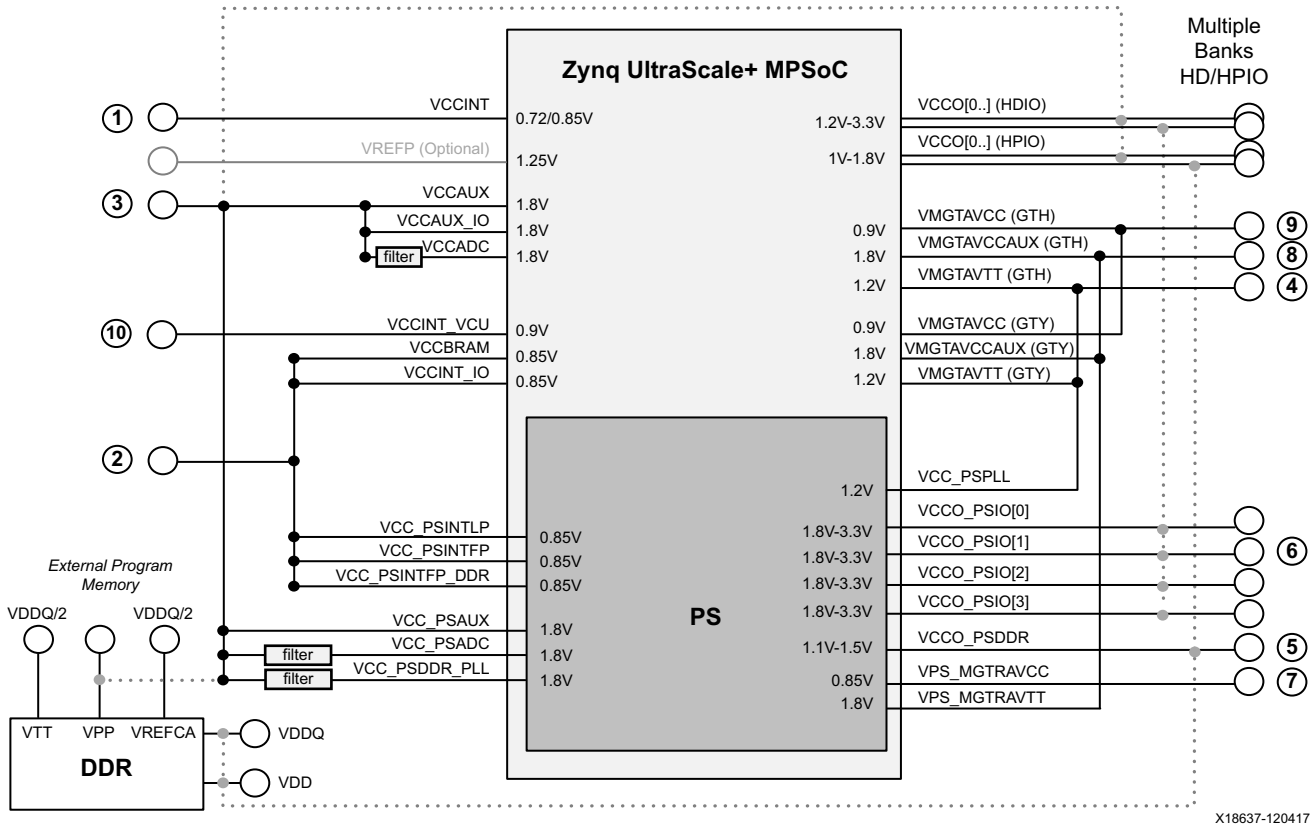 Multiple
Banks
HD/HPIO
Zynq UltraScale+ MPSoC
1
VCCINT
0.72/0.85V
VREFP (Optional)
1.25V
3
VCCAUX
1.8V
VCCAUX_IO
1.8V
filter
VCCADC
1.8V
10
VCCINT_VCU
0.9V
VCCBRAM
0.85V
VCCINT_IO
0.85V
2
VCC_PSINTLP
0.85V
VCC_PSINTFP
0.85V
VCC_PSINTFP_DDR
0.85V
VCC_PSAUX
1.8V
filter
VCC_PSADC
1.8V
filter
VCC_PSDDR_PLL
1.8V
PS
1.2V-3.3V
VCCO[0..] (HDIO)
1V-1.8V
VCCO[0..] (HPIO)
0.9V
VMGTAVCC (GTH)
9
1.8V
VMGTAVCCAUX (GTH)
8
1.2V
VMGTAVTT (GTH)
4
0.9V
VMGTAVCC (GTY)
1.8V
VMGTAVCCAUX (GTY)
1.2V
VMGTAVTT (GTY)
1.2V
VCC_PSPLL
1.8V-3.3V
VCCO_PSIO[0]
1.8V-3.3V
VCCO_PSIO[1]
6
1.8V-3.3V
VCCO_PSIO[2]
1.8V-3.3V
VCCO_PSIO[3]
1.1V-1.5V
VCCO_PSDDR
5
0.85V
VPS_MGTRAVCC
7
1.8V
VPS_MGTRAVTT
External Program
Memory
VDDQ/2
VDDQ/2
VTT
VPP
VREFCA
DDR
VDDQ
VDD
X18637-120417